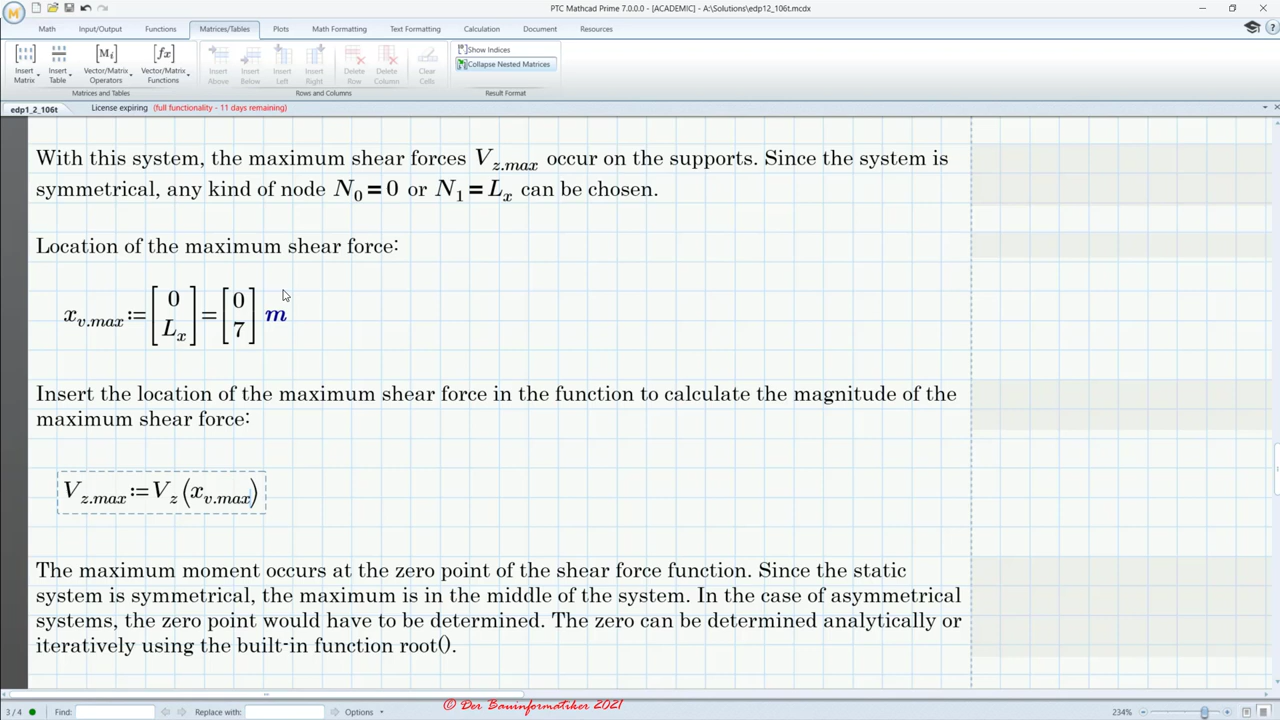 PTC Mathcad Prime 7.0.0.0 - [ACADEMIC] - A:\Solutions\edp12_106t.mcdx
Math Input/Output Functions Matrices/Tables Plots Math Formatting Text Formatting Calculation Document Resources
Insert Matrix Insert Table Vector/Matrix Operators Vector/Matrix Functions Insert Above Insert Below Insert Left Insert Right Delete Row Delete Column Clear Cells Show Indices
Collapse Nested Matrices
Matrices and Tables Rows and Columns Result Format
edp1_2_106t License expiring (full functionality - 11 days remaining)
With this system, the maximum shear forces V_z.max occur on the supports. Since the system is
symmetrical, any kind of node N_0 = 0 or N_1 = L_x can be chosen.
Location of the maximum shear force:
x_v.max := [0 L_x] = [0 7] m
Insert the location of the maximum shear force in the function to calculate the magnitude of the
maximum shear force:
V_z.max := V_z (x_v.max)
The maximum moment occurs at the zero point of the shear force function. Since the static
system is symmetrical, the maximum is in the middle of the system. In the case of asymmetrical
systems, the zero point would have to be determined. The zero can be determined analytically or
iteratively using the built-in function root().
© Der Bauinformatiker 2021
3 / 4 Find: Replace with: Options 234%